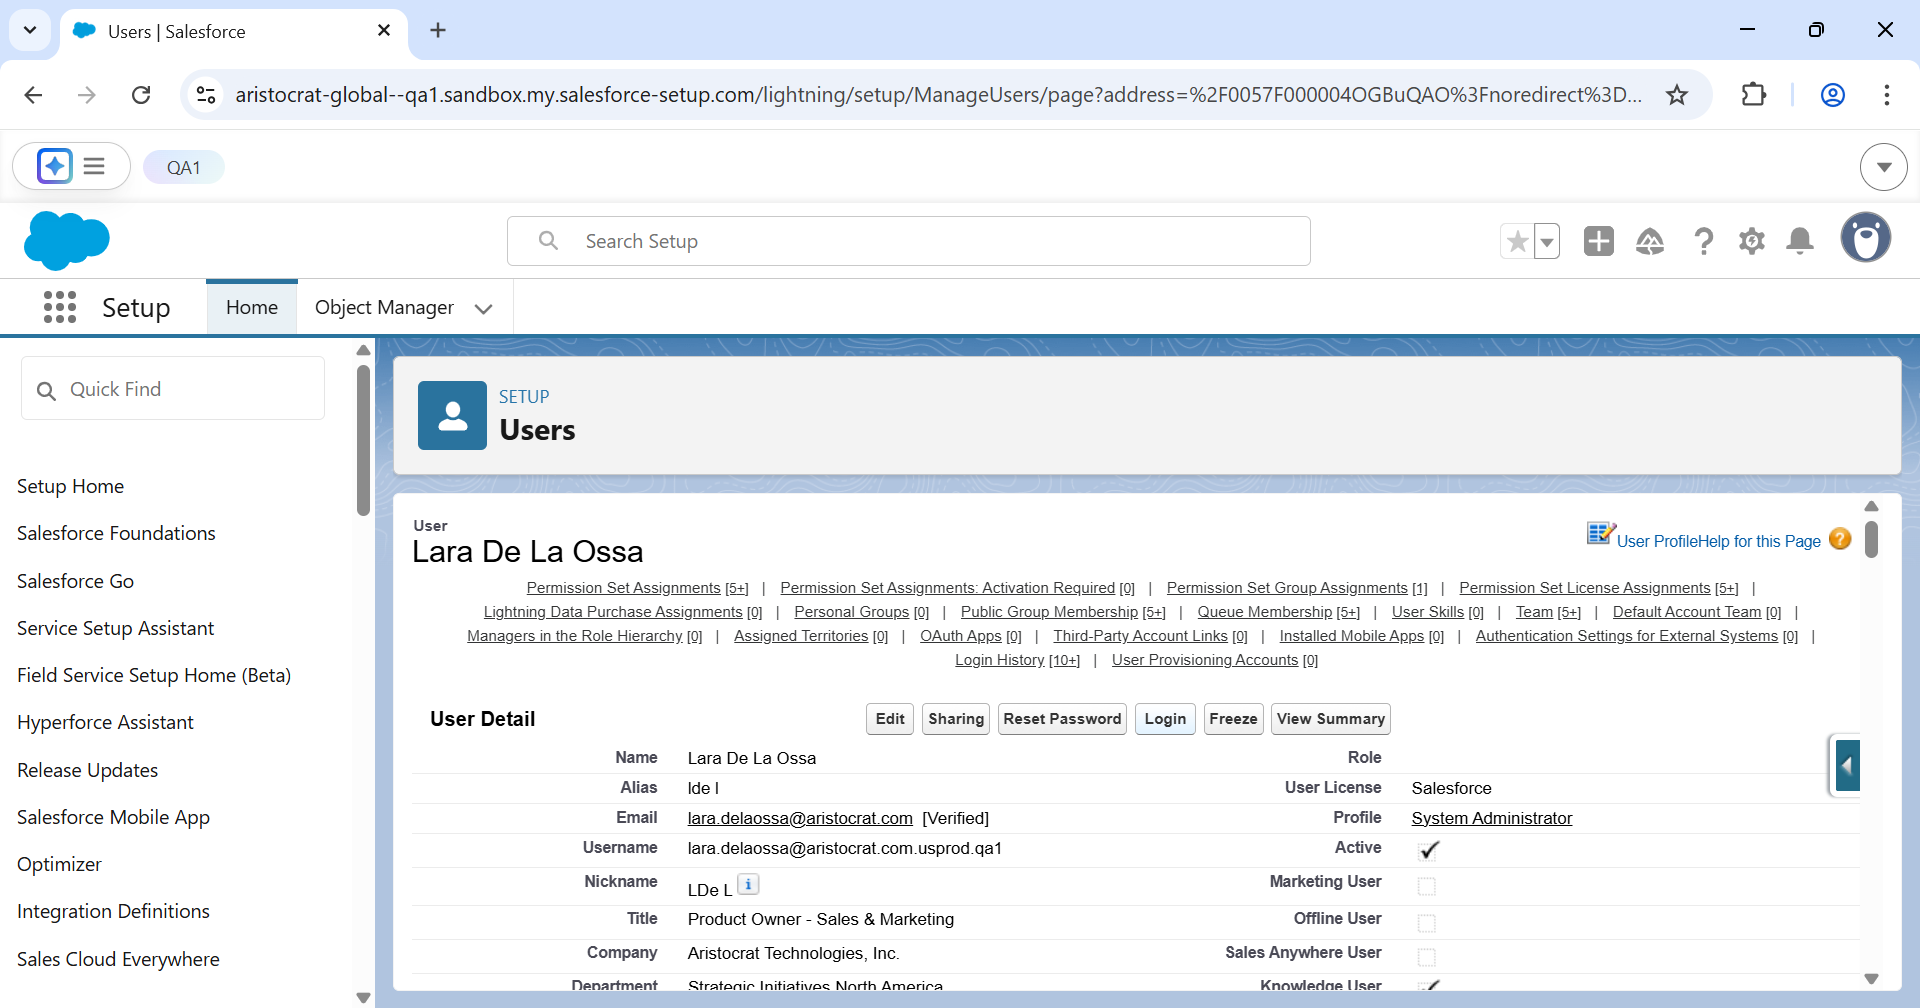 Users | Salesforce
aristocrat-global--qa1.sandbox.my.salesforce-setup.com/lightning/setup/ManageUsers/page?address=%2F0057F000004OGBuQAO%3Fnoredirect%3D...
QA1
Search Setup
Setup
Home
Object Manager
Quick Find
Setup Home
Salesforce Foundations
Salesforce Go
Service Setup Assistant
Field Service Setup Home (Beta)
Hyperforce Assistant
Release Updates
Salesforce Mobile App
Optimizer
Integration Definitions
Sales Cloud Everywhere
SETUP
Users
User
Lara De La Ossa
User ProfileHelp for this Page
Permission Set Assignments [5+] | Permission Set Assignments: Activation Required [0] | Permission Set Group Assignments [1] | Permission Set License Assignments [5+] |
Lightning Data Purchase Assignments [0] | Personal Groups [0] | Public Group Membership [5+] | Queue Membership [5+] | User Skills [0] | Team [5+] | Default Account Team [0] |
Managers in the Role Hierarchy [0] | Assigned Territories [0] | OAuth Apps [0] | Third-Party Account Links [0] | Installed Mobile Apps [0] | Authentication Settings for External Systems [0] |
Login History [10+] | User Provisioning Accounts [0]
User Detail
Edit Sharing Reset Password Login Freeze View Summary
Name Lara De La Ossa Role
Alias lde l User License Salesforce
Email lara.delaossa@aristocrat.com [Verified] Profile System Administrator
Username lara.delaossa@aristocrat.com.usprod.qa1 Active
Nickname LDe L Marketing User
Title Product Owner - Sales & Marketing Offline User
Company Aristocrat Technologies, Inc. Sales Anywhere User
Department Strategic Initiatives North America Knowledge User